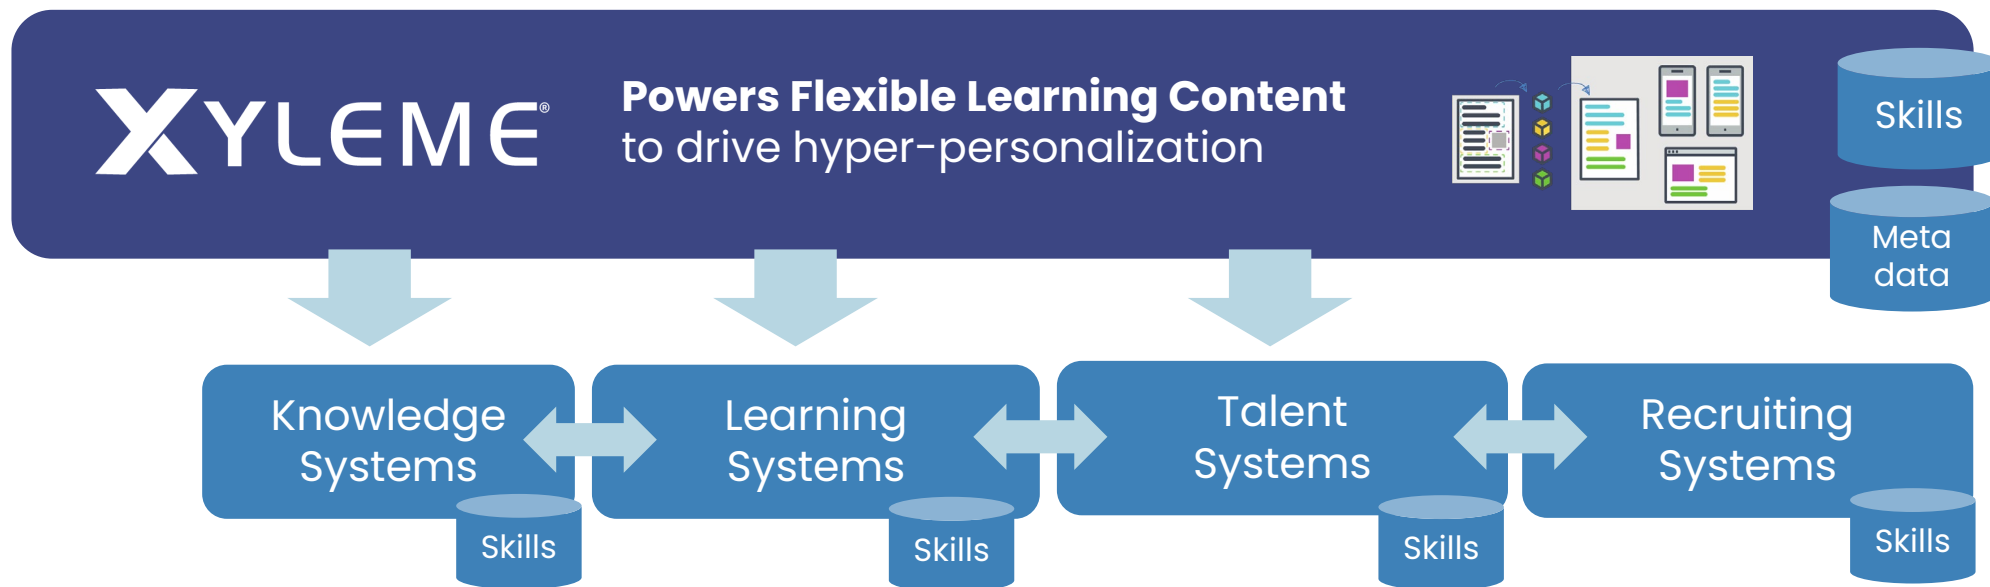 XYLEME®
Powers Flexible Learning Content
to drive hyper-personalization
Skills
Meta
data
Knowledge
Systems
Learning
Systems
Talent
Systems
Recruiting
Systems
Skills
Skills
Skills
Skills